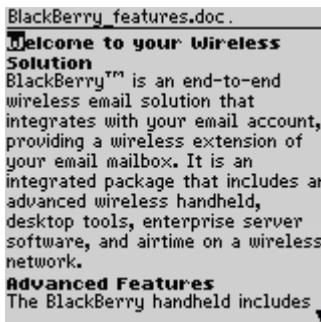 BlackBerry_features.doc.
Welcome to your Wireless
Solution
BlackBerry™ is an end-to-end
wireless email solution that
integrates with your email account,
providing a wireless extension of
your email mailbox. It is an
integrated package that includes an
advanced wireless handheld,
desktop tools, enterprise server
software, and airtime on a wireless
network.
Advanced Features
The BlackBerry handheld includes